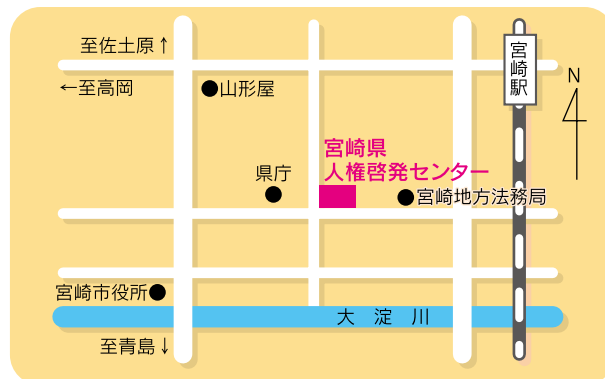 至佐土原↑
←至高岡
山形屋
宮崎駅
N
宮崎県
人権啓発センター
県庁
宮崎地方法務局
宮崎市役所
大淀川
至青島↓